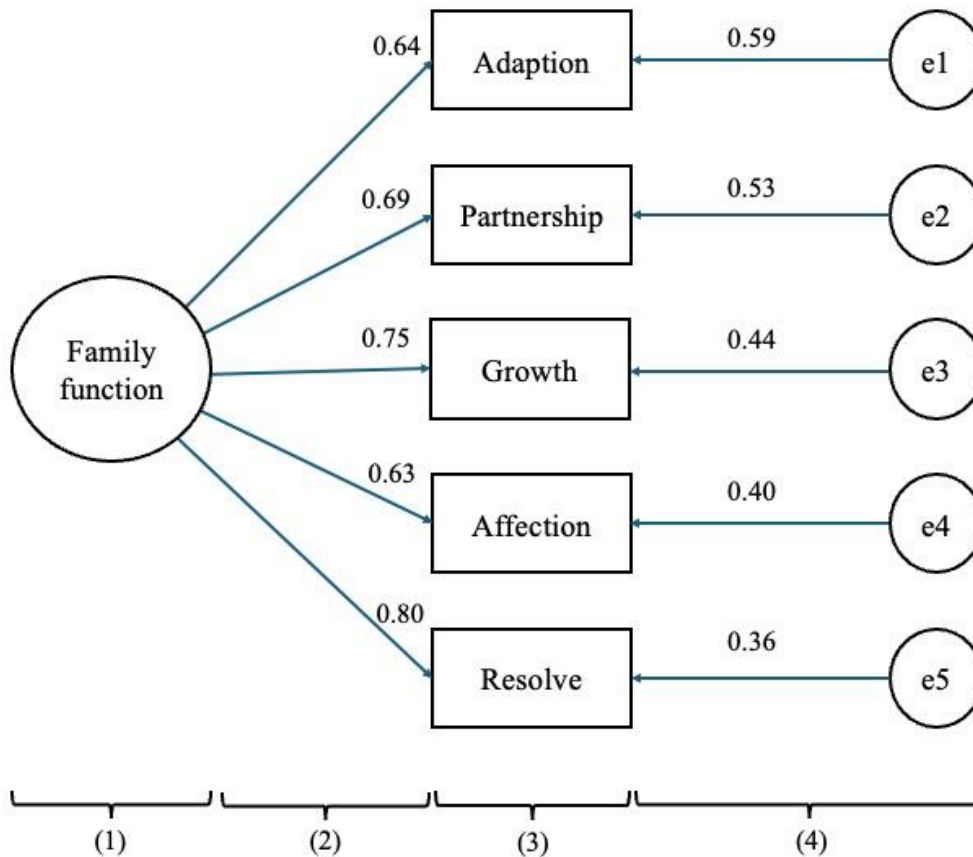 0.64
Adaption
0.59
e1
0.69
Partnership
0.53
e2
Family
function
0.75
Growth
0.44
e3
0.63
Affection
0.40
e4
0.80
Resolve
0.36
e5
(1)
(2)
(3)
(4)